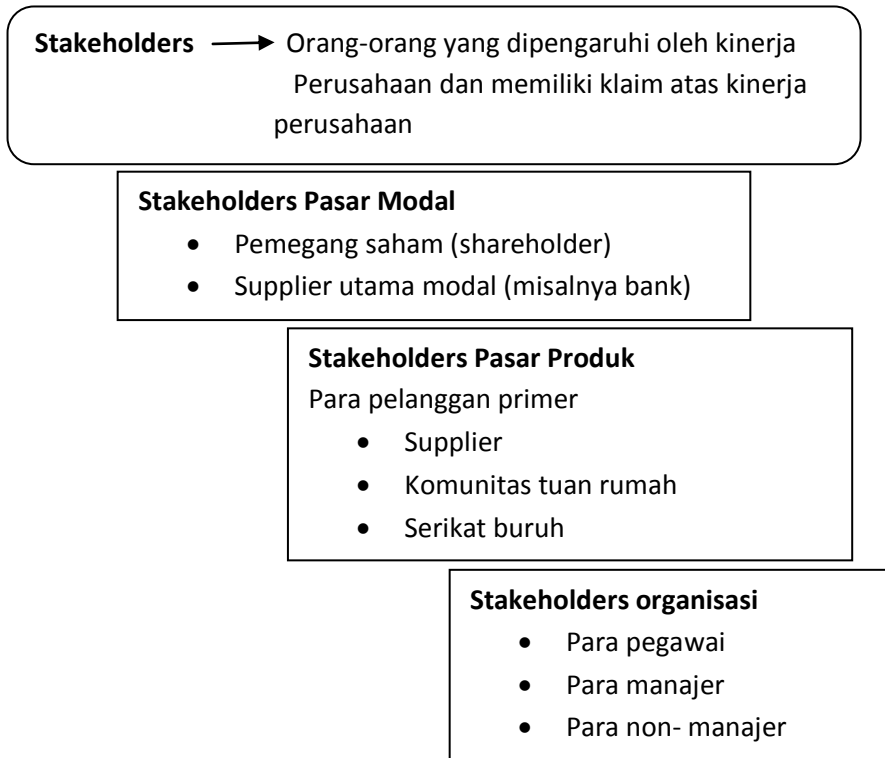 Stakeholders → Orang-orang yang dipengaruhi oleh kinerja
Perusahaan dan memiliki klaim atas kinerja
perusahaan
Stakeholders Pasar Modal
• Pemegang saham (shareholder)
• Supplier utama modal (misalnya bank)
Stakeholders Pasar Produk
Para pelanggan primer
• Supplier
• Komunitas tuan rumah
• Serikat buruh
Stakeholders organisasi
• Para pegawai
• Para manajer
• Para non- manajer